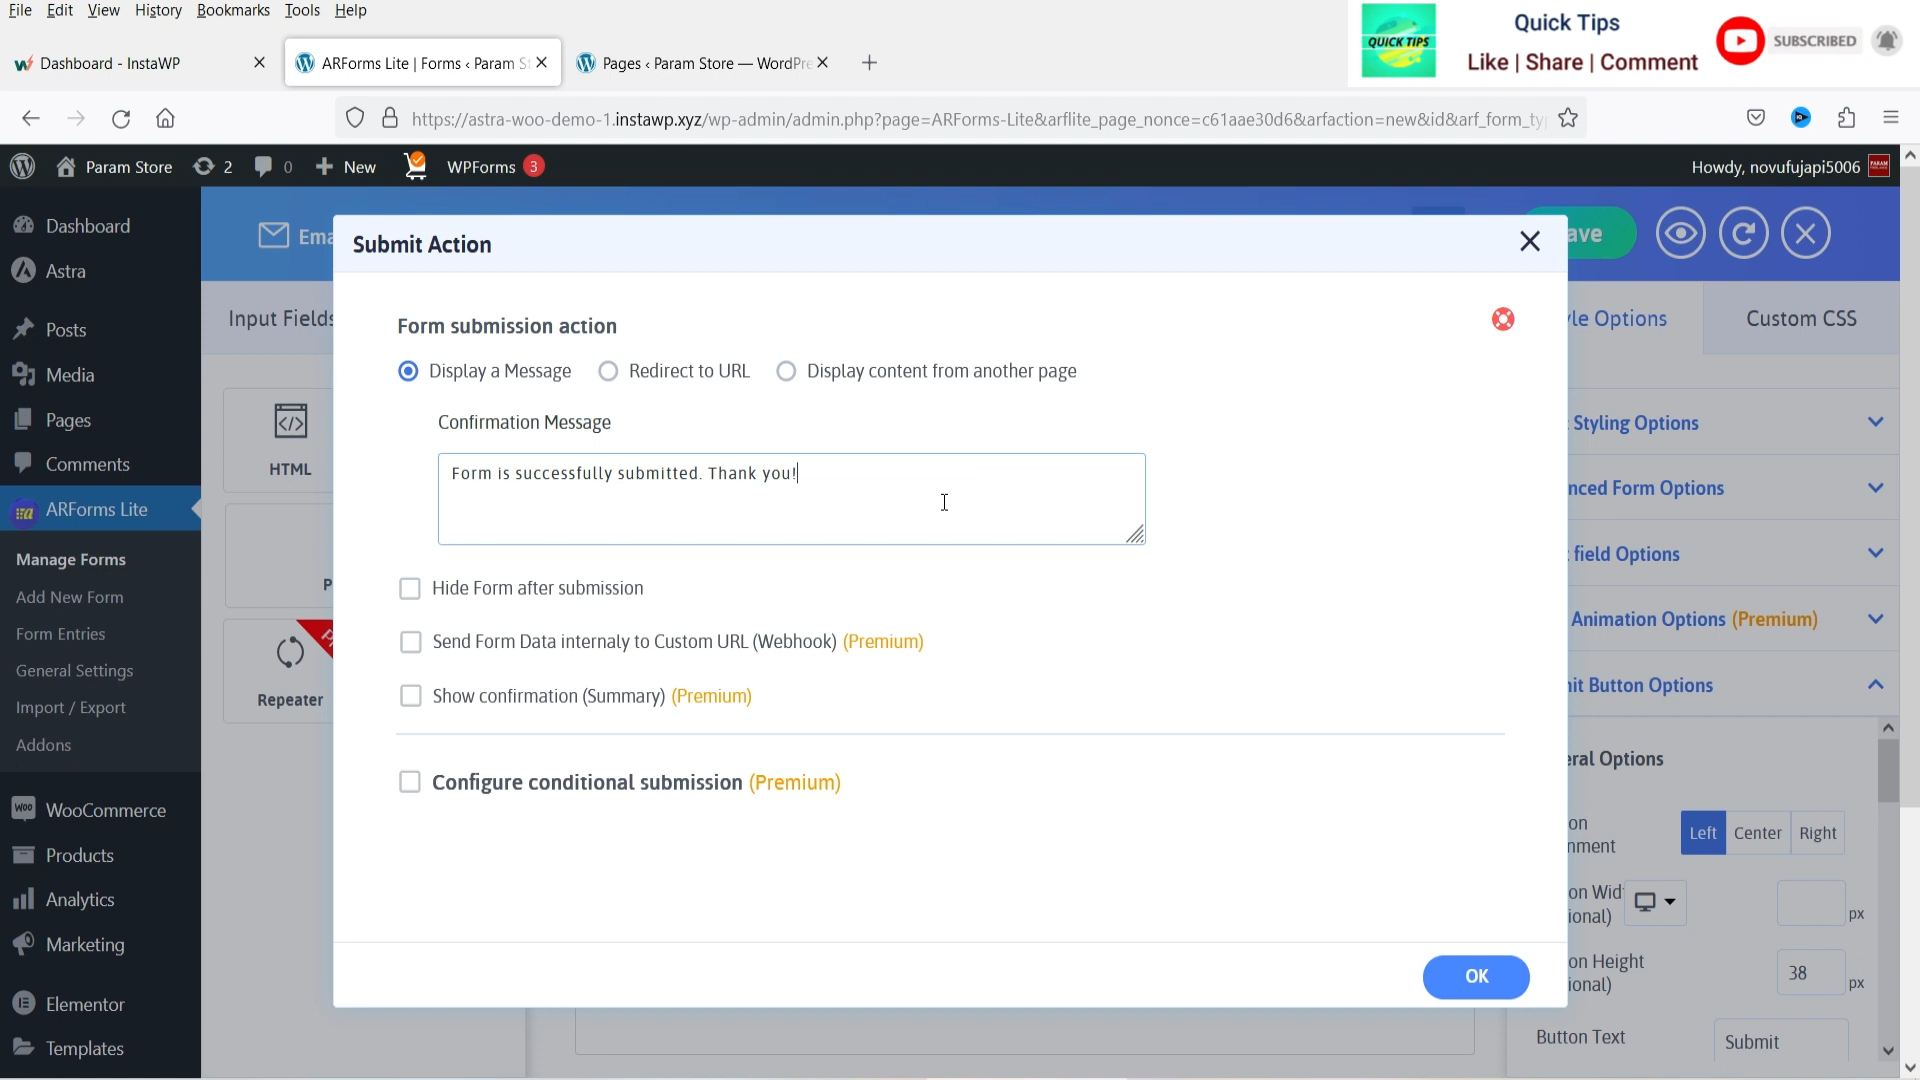 File Edit View History Bookmarks Tools Help
QUICK TIPS
Quick Tips
Like | Share | Comment
SUBSCRIBED
Dashboard - InstaWP
ARForms Lite | Forms ‹ Param St
Pages ‹ Param Store — WordPre
https://astra-woo-demo-1.instawp.xyz/wp-admin/admin.php?page=ARForms-Lite&arflite_page_nonce=c61aae30d6&arfaction=new&id&arf_form_ty
Param Store 2 0 New WPForms 3
Howdy, novufujapi5006
Dashboard
Astra
Posts
Media
Pages
Comments
ARForms Lite
Manage Forms
Add New Form
Form Entries
General Settings
Import / Export
Addons
WooCommerce
Products
Analytics
Marketing
Elementor
Templates
Ema
Input Fields
HTML
P
Repeater
Submit Action
Form submission action
Display a Message Redirect to URL Display content from another page
Confirmation Message
Form is successfully submitted. Thank you!
Hide Form after submission
Send Form Data internaly to Custom URL (Webhook) (Premium)
Show confirmation (Summary) (Premium)
Configure conditional submission (Premium)
OK
ave
le Options
Custom CSS
Styling Options
nced Form Options
field Options
Animation Options (Premium)
it Button Options
ral Options
on
nment
Left Center Right
on Wid
ional)
px
on Height
ional)
38 px
Button Text
Submit